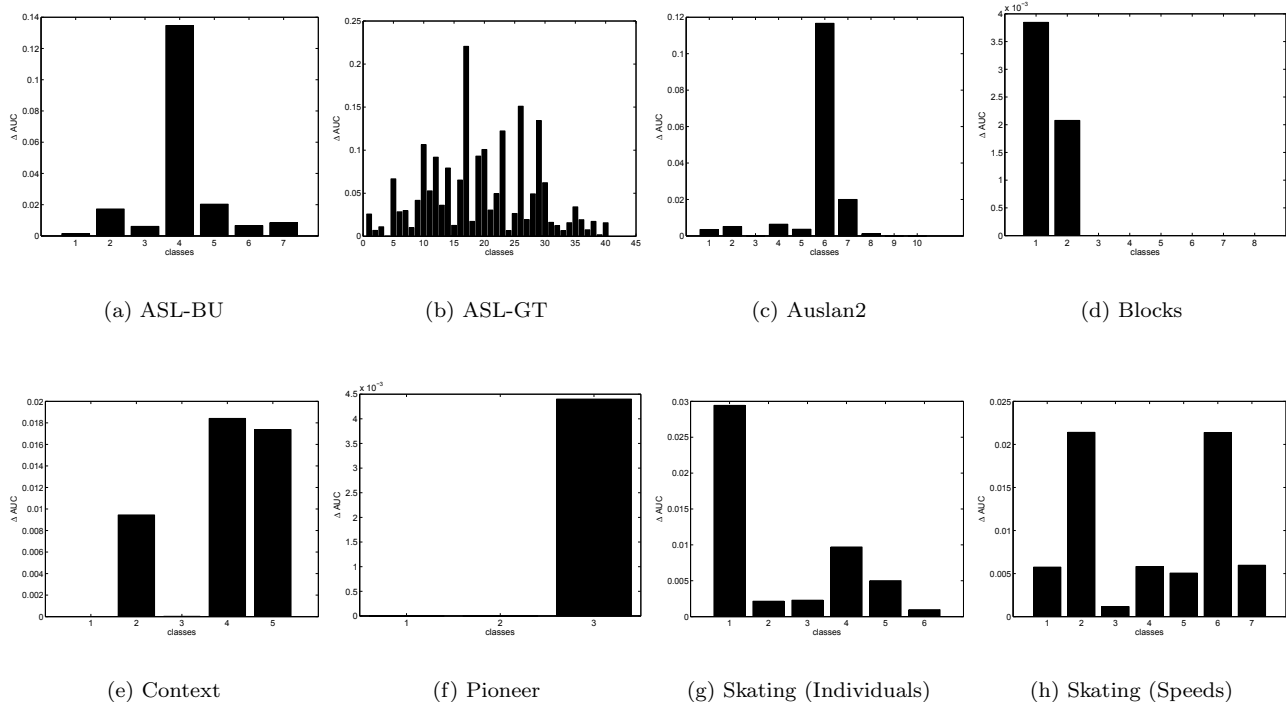 0.14
0.12
0.1
0.08
0.06
0.04
0.02
0
Δ AUC
1 2 3 4 5 6 7
classes
(a) ASL-BU
0.25
0.2
0.15
0.1
0.05
0
Δ AUC
0 5 10 15 20 25 30 35 40 45
classes
(b) ASL-GT
0.12
0.1
0.08
0.06
0.04
0.02
0
Δ AUC
1 2 3 4 5 6 7 8 9 10
classes
(c) Auslan2
4 x 10⁻³
3.5
3
2.5
2
1.5
1
0.5
0
Δ AUC
1 2 3 4 5 6 7 8
classes
(d) Blocks
0.02
0.018
0.016
0.014
0.012
0.01
0.008
0.006
0.004
0.002
0
Δ AUC
1 2 3 4 5
classes
(e) Context
4.5 x 10⁻³
4
3.5
3
2.5
2
1.5
1
0.5
0
Δ AUC
1 2 3
classes
(f) Pioneer
0.03
0.025
0.02
0.015
0.01
0.005
0
Δ AUC
1 2 3 4 5 6
classes
(g) Skating (Individuals)
0.025
0.02
0.015
0.01
0.005
0
Δ AUC
1 2 3 4 5 6 7
classes
(h) Skating (Speeds)